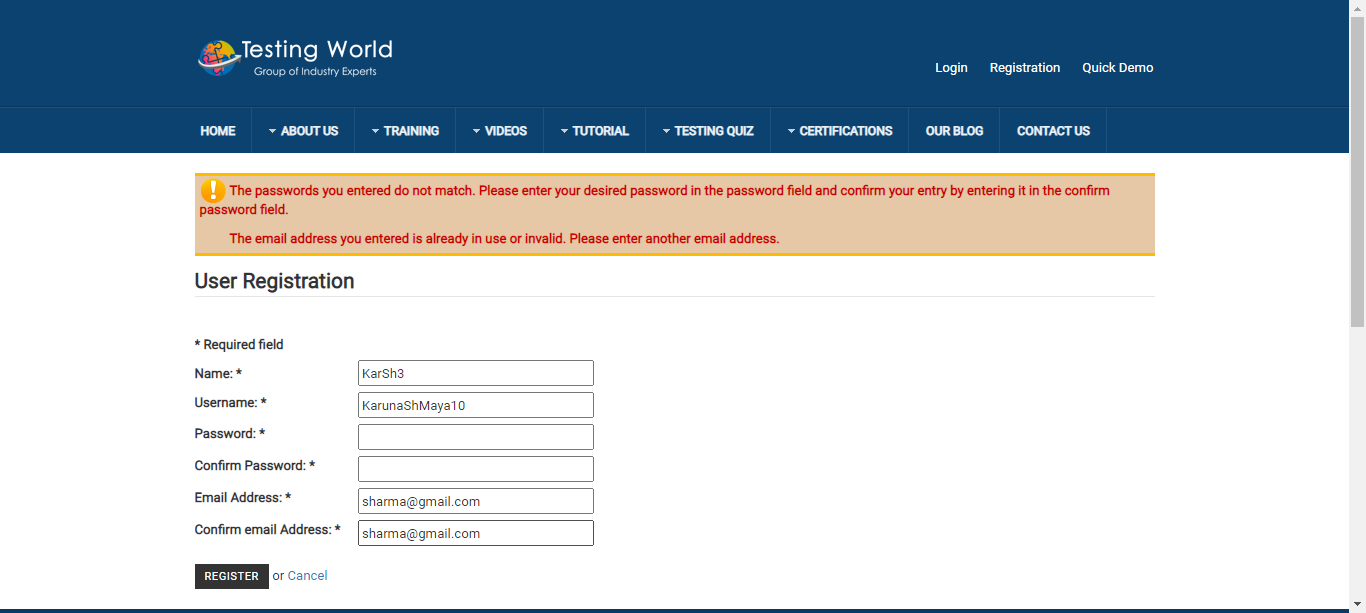 Testing World
Group of Industry Experts
Login Registration Quick Demo
HOME ABOUT US TRAINING VIDEOS TUTORIAL TESTING QUIZ CERTIFICATIONS OUR BLOG CONTACT US
The passwords you entered do not match. Please enter your desired password in the password field and confirm your entry by entering it in the confirm
password field.
The email address you entered is already in use or invalid. Please enter another email address.
User Registration
* Required field
Name: * KarSh3
Username: * KarunaShMaya10
Password: *
Confirm Password: *
Email Address: * sharma@gmail.com
Confirm email Address: * sharma@gmail.com
REGISTER or Cancel